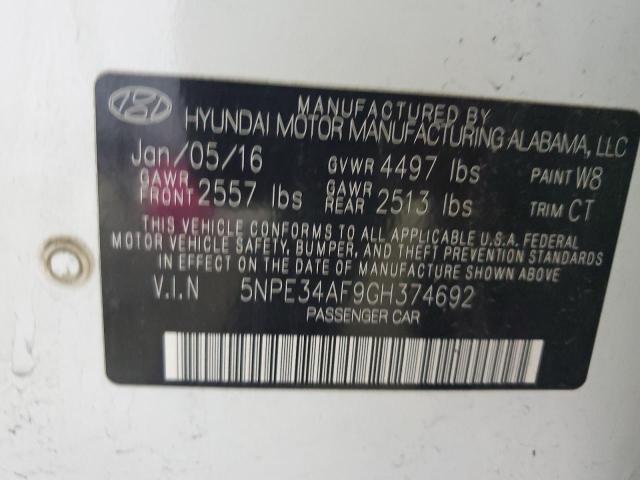 MANUFACTURED BY
HYUNDAI MOTOR MANUFACTURING ALABAMA, LLC
Jan/05/16 GVWR 4497 lbs PAINT W8
GAWR FRONT 2557 lbs GAWR REAR 2513 lbs TRIM CT
THIS VEHICLE CONFORMS TO ALL APPLICABLE U.S.A. FEDERAL
MOTOR VEHICLE SAFETY, BUMPER, AND THEFT PREVENTION STANDARDS
IN EFFECT ON THE DATE OF MANUFACTURE SHOWN ABOVE.
V.I.N 5NPE34AF9GH374692
PASSENGER CAR